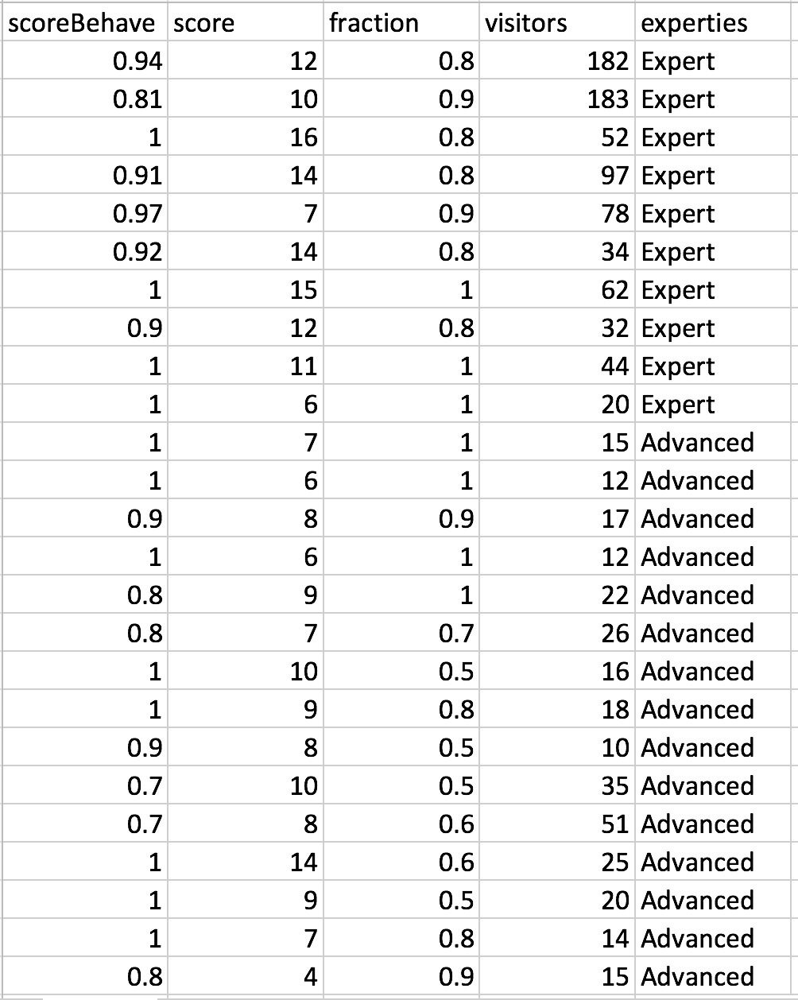 scoreBehave score fraction visitors experties
0.94 12 0.8 182 Expert
0.81 10 0.9 183 Expert
1 16 0.8 52 Expert
0.91 14 0.8 97 Expert
0.97 7 0.9 78 Expert
0.92 14 0.8 34 Expert
1 15 1 62 Expert
0.9 12 0.8 32 Expert
1 11 1 44 Expert
1 6 1 20 Expert
1 7 1 15 Advanced
1 6 1 12 Advanced
0.9 8 0.9 17 Advanced
1 6 1 12 Advanced
0.8 9 1 22 Advanced
0.8 7 0.7 26 Advanced
1 10 0.5 16 Advanced
1 9 0.8 18 Advanced
0.9 8 0.5 10 Advanced
0.7 10 0.5 35 Advanced
0.7 8 0.6 51 Advanced
1 14 0.6 25 Advanced
1 9 0.5 20 Advanced
1 7 0.8 14 Advanced
0.8 4 0.9 15 Advanced